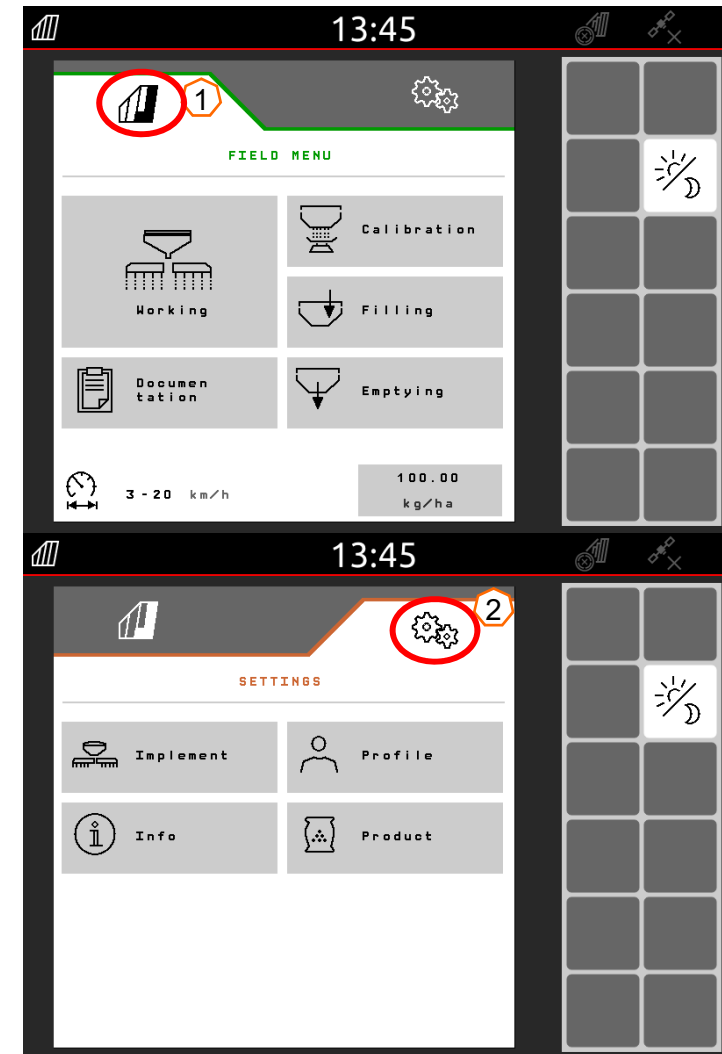 13:45
1
FIELD MENU
Calibration
Working
Filling
Documen
tation
Emptying
3-20 km/h
100.00
kg/ha
13:45
2
SETTINGS
Implement
Profile
Info
Product